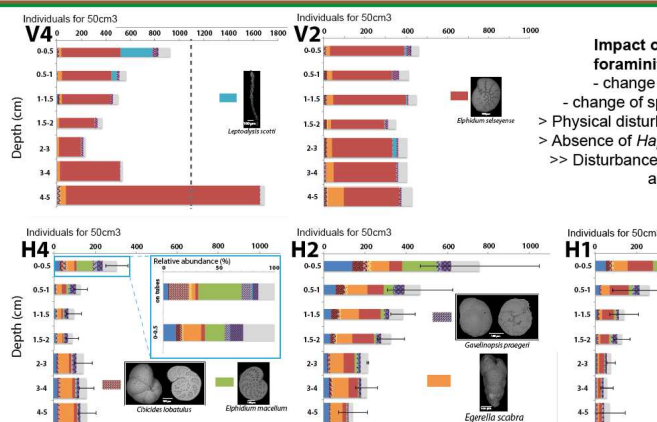 Individuals for 50cm3
V4
0 200 400 600 800 1000 1200 1400 1600 1800
Depth (cm)
0-0.5
0.5-1
1-1.5
1.5-2
2-3
3-4
4-5
Leptoalysis scotti
Individuals for 50cm3
V2
0 200 400 600 800 1000
0-0.5
0.5-1
1-1.5
1.5-2
2-3
3-4
4-5
Elphidium selseyense
Impact o
foramini
- change
- change of sp
> Physical disturb
> Absence of Hap
>> Disturbance
a
Individuals for 50cm3
H4
0 200 400 600 800 1000
Depth (cm)
0-0.5
0.5-1
1-1.5
1.5-2
2-3
3-4
4-5
Relative abundance (%)
0 50 100
on tubes
0-0.5
Cibicides lobatulus
Elphidium macellum
Individuals for 50cm3
H2
0 200 400 600 800 1000
0-0.5
0.5-1
1-1.5
1.5-2
2-3
3-4
4-5
Gavelinopsis praegeri
Egerella scabra
Individuals for 50cm
H1
0 200
0-0.5
0.5-1
1-1.5
1.5-2
2-3
3-4
4-5